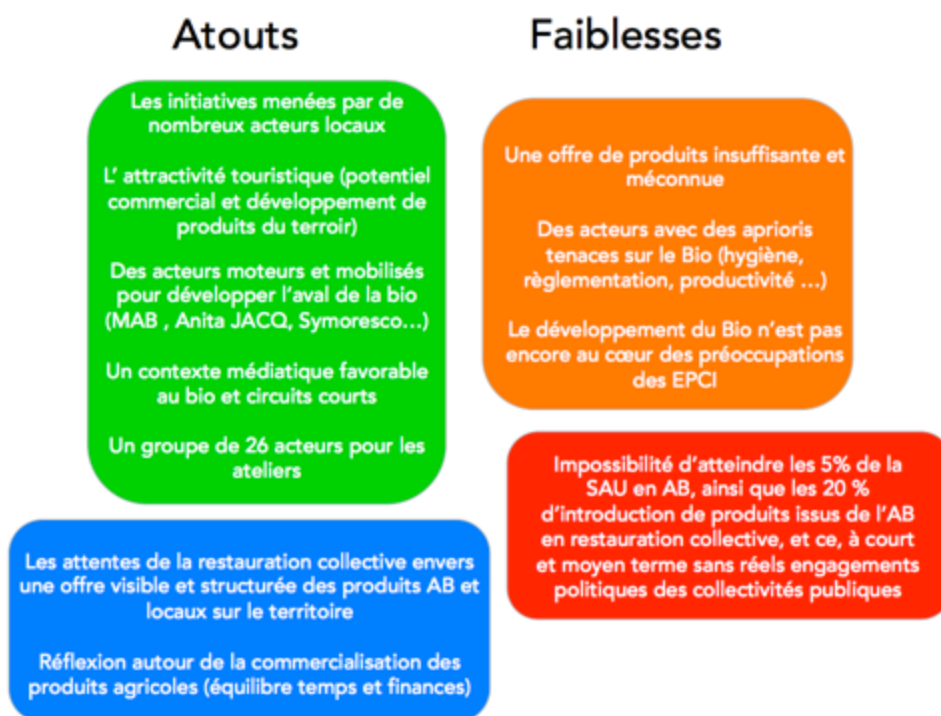 Atouts
Les initiatives menées par de
nombreux acteurs locaux
L' attractivité touristique (potentiel
commercial et développement de
produits du terroir)
Des acteurs moteurs et mobilisés
pour développer l'aval de la bio
(MAB , Anita JACQ, Symoresco...)
Un contexte médiatique favorable
au bio et circuits courts
Un groupe de 26 acteurs pour les
ateliers
Les attentes de la restauration collective envers
une offre visible et structurée des produits AB et
locaux sur le territoire
Réflexion autour de la commercialisation des
produits agricoles (équilibre temps et finances)
Faiblesses
Une offre de produits insuffisante et
méconnue
Des acteurs avec des aprioris
tenaces sur le Bio (hygiène,
règlementation, productivité ...)
Le développement du Bio n'est pas
encore au cœur des préoccupations
des EPCI
Impossibilité d'atteindre les 5% de la
SAU en AB, ainsi que les 20 %
d'introduction de produits issus de l'AB
en restauration collective, et ce, à court
et moyen terme sans réels engagements
politiques des collectivités publiques